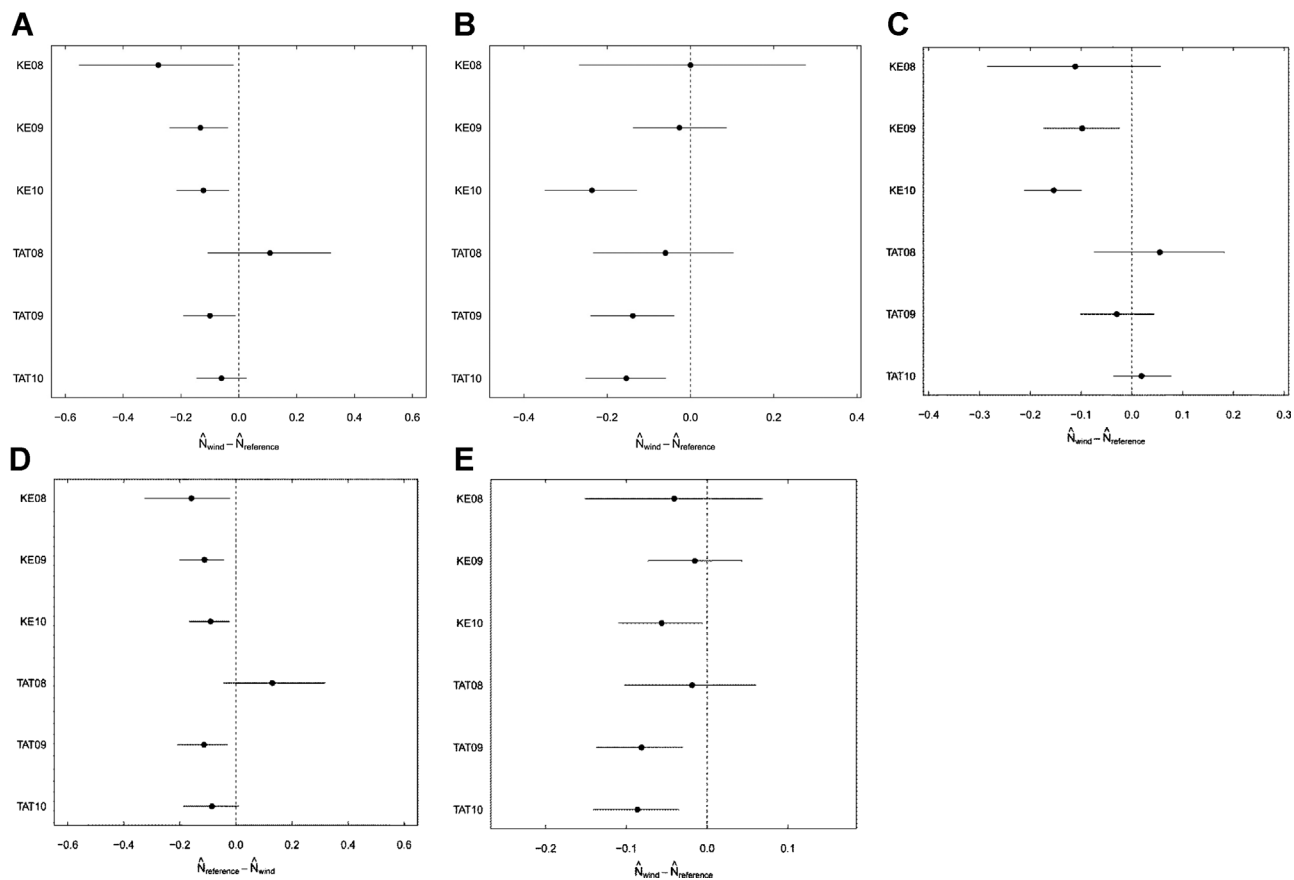 A
KE08
KE09
KE10
TAT08
TAT09
TAT10
−0.6 −0.4 −0.2 0.0 0.2 0.4 0.6
N̂wind − N̂reference
B
KE08
KE09
KE10
TAT08
TAT09
TAT10
−0.4 −0.2 0.0 0.2 0.4
N̂wind − N̂reference
C
KE08
KE09
KE10
TAT08
TAT09
TAT10
−0.4 −0.3 −0.2 −0.1 0.0 0.1 0.2 0.3
N̂wind − N̂reference
D
KE08
KE09
KE10
TAT08
TAT09
TAT10
−0.6 −0.4 −0.2 0.0 0.2 0.4 0.6
N̂reference − N̂wind
E
KE08
KE09
KE10
TAT08
TAT09
TAT10
−0.2 −0.1 0.0 0.1
N̂wind − N̂reference